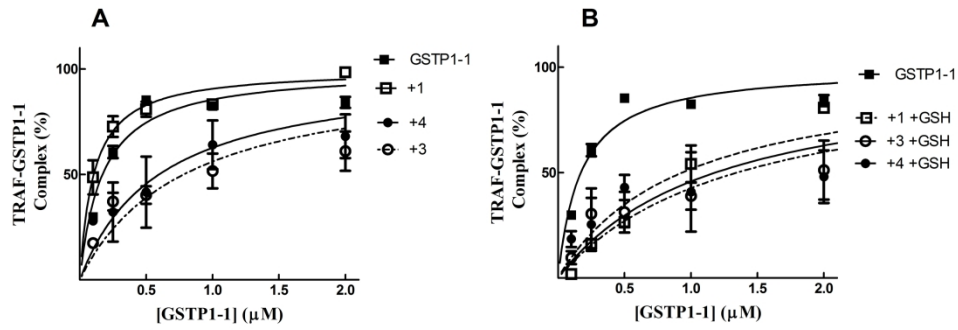 A
TRAF-GSTP1-1
Complex (%)
100
50
0.5
1.0
1.5
2.0
[GSTP1-1] (μM)
GSTP1-1
+1
+4
+3
B
TRAF-GSTP1-1
Complex (%)
100
50
0.5
1.0
1.5
2.0
[GSTP1-1] (μM)
GSTP1-1
+1 +GSH
+3 +GSH
+4 +GSH